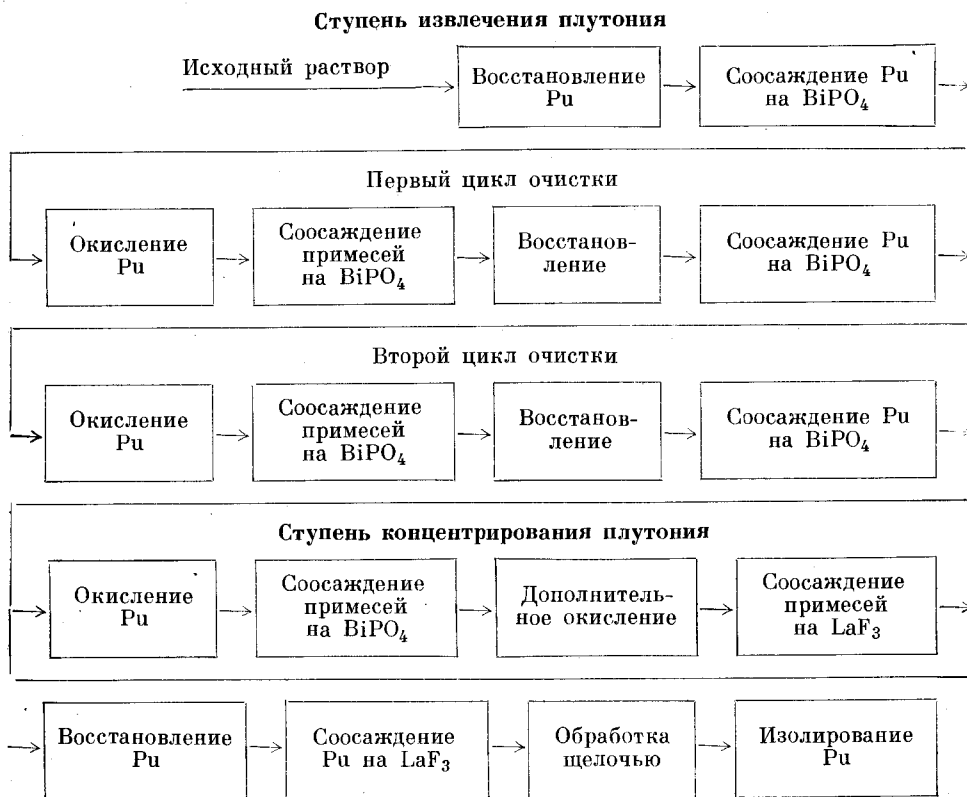 Ступень извлечения плутония
Исходный раствор
Восстановление
Pu
Соосаждение Pu
на BiPO₄
Первый цикл очистки
Окисление
Pu
Соосаждение
примесей
на BiPO₄
Восстанов-
ление
Соосаждение Pu
на BiPO₄
Второй цикл очистки
Окисление
Pu
Соосаждение
примесей
на BiPO₄
Восстанов-
ление
Соосаждение Pu
на BiPO₄
Ступень концентрирования плутония
Окисление
Pu
Соосаждение
примесей
на BiPO₄
Дополнитель-
ное окисление
Соосаждение
примесей
на LaF₃
Восстановление
Pu
Соосаждение
Pu на LaF₃
Обработка
щелочью
Изолирование
Pu